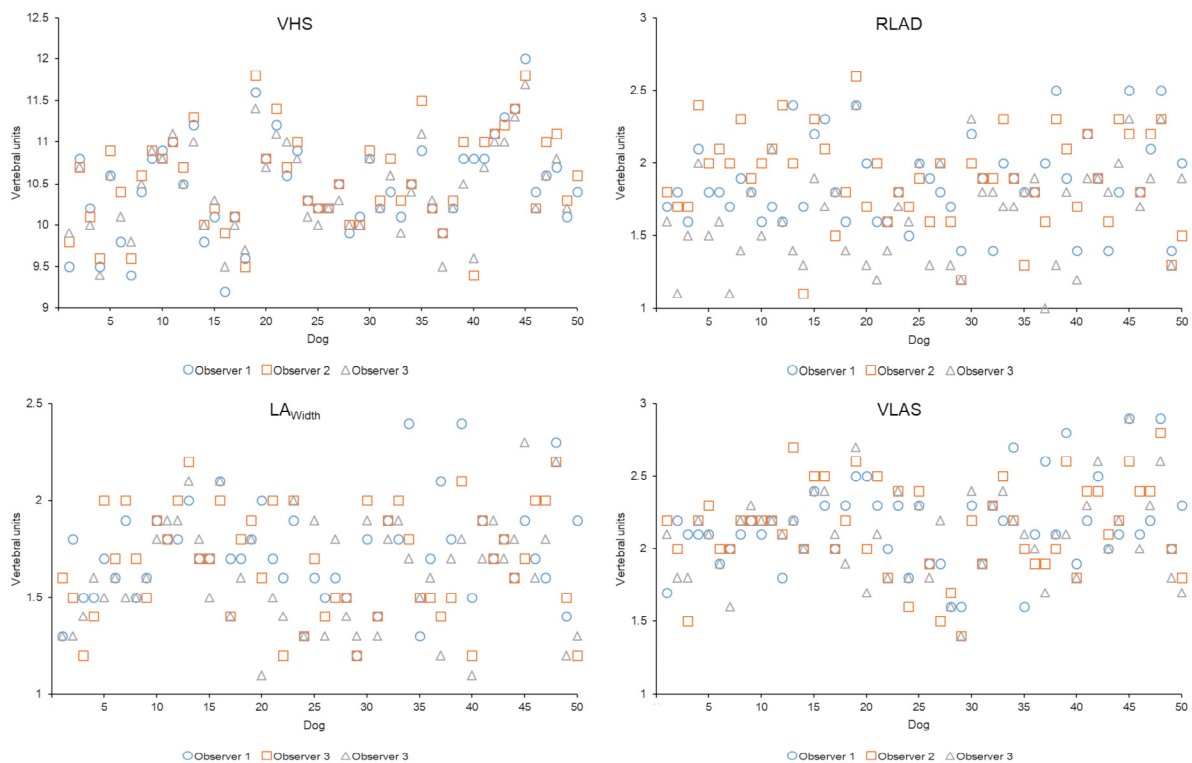 VHS
12.5
12
11.5
11
10.5
10
9.5
9
Vertebral units
5 10 15 20 25 30 35 40 45 50
Dog
Observer 1 Observer 2 Observer 3
RLAD
3
2.5
2
1.5
1
Vertebral units
5 10 15 20 25 30 35 40 45 50
Dog
Observer 1 Observer 2 Observer 3
LAWidth
2.5
2
1.5
1
Vertebral units
5 10 15 20 25 30 35 40 45 50
Dog
Observer 1 Observer 3 Observer 3
VLAS
3
2.5
2
1.5
1
Vertebral units
5 10 15 20 25 30 35 40 45 50
Dog
Observer 1 Observer 2 Observer 3